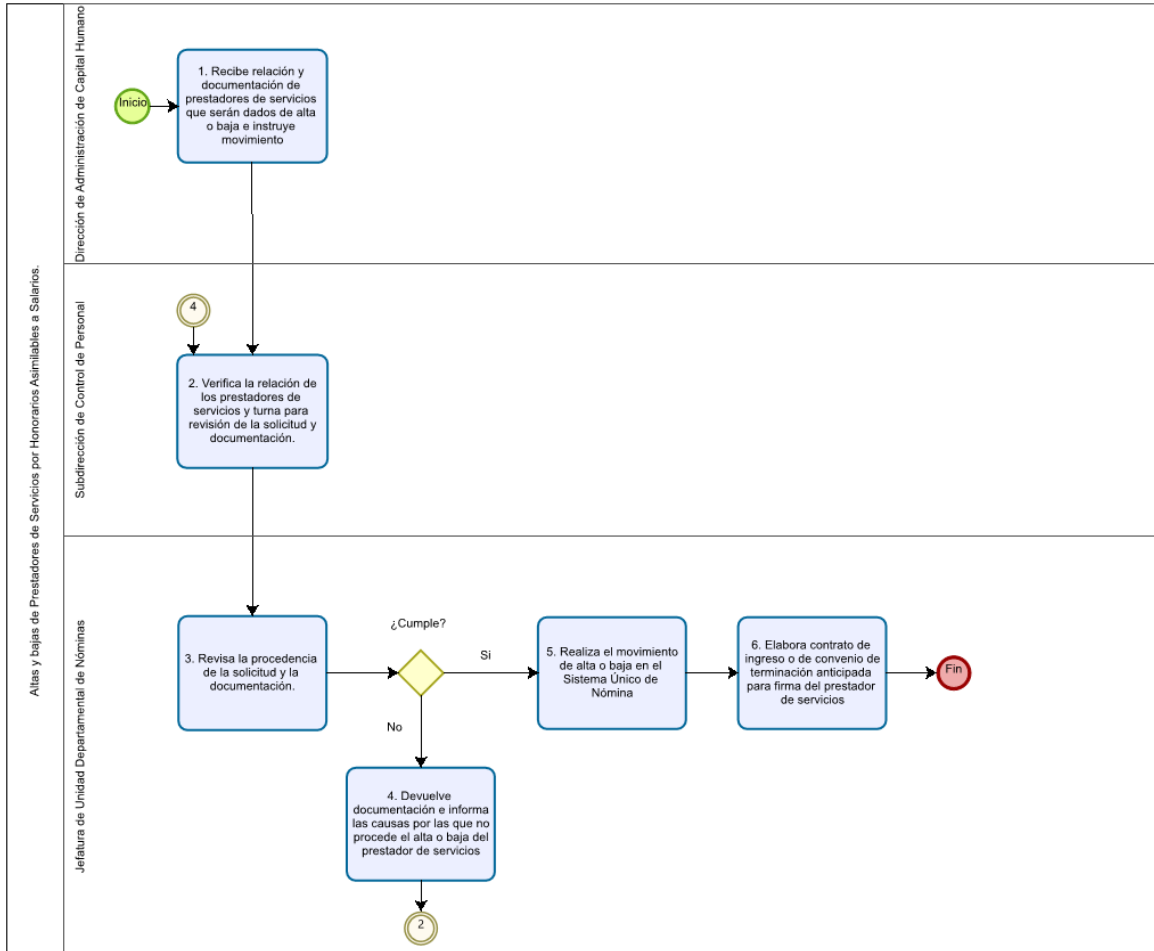 Altas y bajas de Prestadores de Servicios por Honorarios Asimilables a Salarios.
Dirección de Administración de Capital Humano
Inicio
1. Recibe relación y
documentación de
prestadores de servicios
que serán dados de alta
o baja e instruye
movimiento
Subdirección de Control de Personal
4
2. Verifica la relación de
los prestadores de
servicios y turna para
revisión de la solicitud y
documentación.
Jefatura de Unidad Departamental de Nóminas
3. Revisa la procedencia
de la solicitud y la
documentación.
¿Cumple?
Si
No
5. Realiza el movimiento
de alta o baja en el
Sistema Único de
Nómina
6. Elabora contrato de
ingreso o de convenio de
terminación anticipada
para firma del prestador
de servicios
Fin
4. Devuelve
documentación e informa
las causas por las que no
procede el alta o baja del
prestador de servicios
2